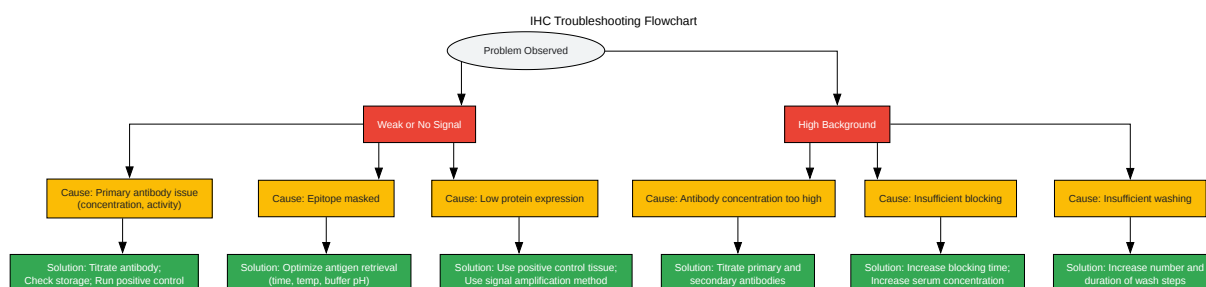 IHC Troubleshooting Flowchart
Problem Observed
Weak or No Signal
High Background
Cause: Primary antibody issue
(concentration, activity)
Cause: Epitope masked
Cause: Low protein expression
Cause: Antibody concentration too high
Cause: Insufficient blocking
Cause: Insufficient washing
Solution: Titrate antibody;
Check storage; Run positive control
Solution: Optimize antigen retrieval
(time, temp, buffer pH)
Solution: Use positive control tissue;
Use signal amplification method
Solution: Titrate primary and
secondary antibodies
Solution: Increase blocking time;
Increase serum concentration
Solution: Increase number and
duration of wash steps